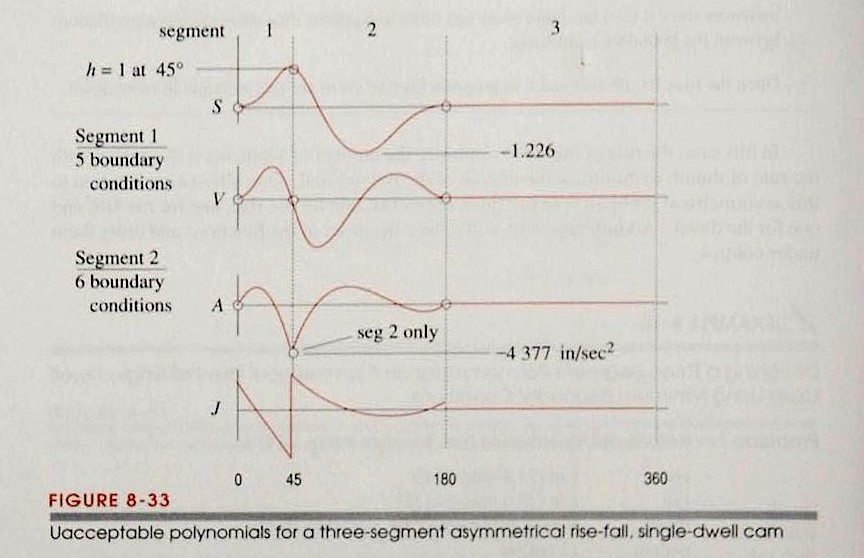 segment 1 2 3
h = 1 at 45°
S
Segment 1
5 boundary
conditions
-1.226
V
Segment 2
6 boundary
conditions
A
seg 2 only
-4 377 in/sec²
J
0 45 180 360
FIGURE 8-33
Uacceptable polynomials for a three-segment asymmetrical rise-fall, single-dwell cam